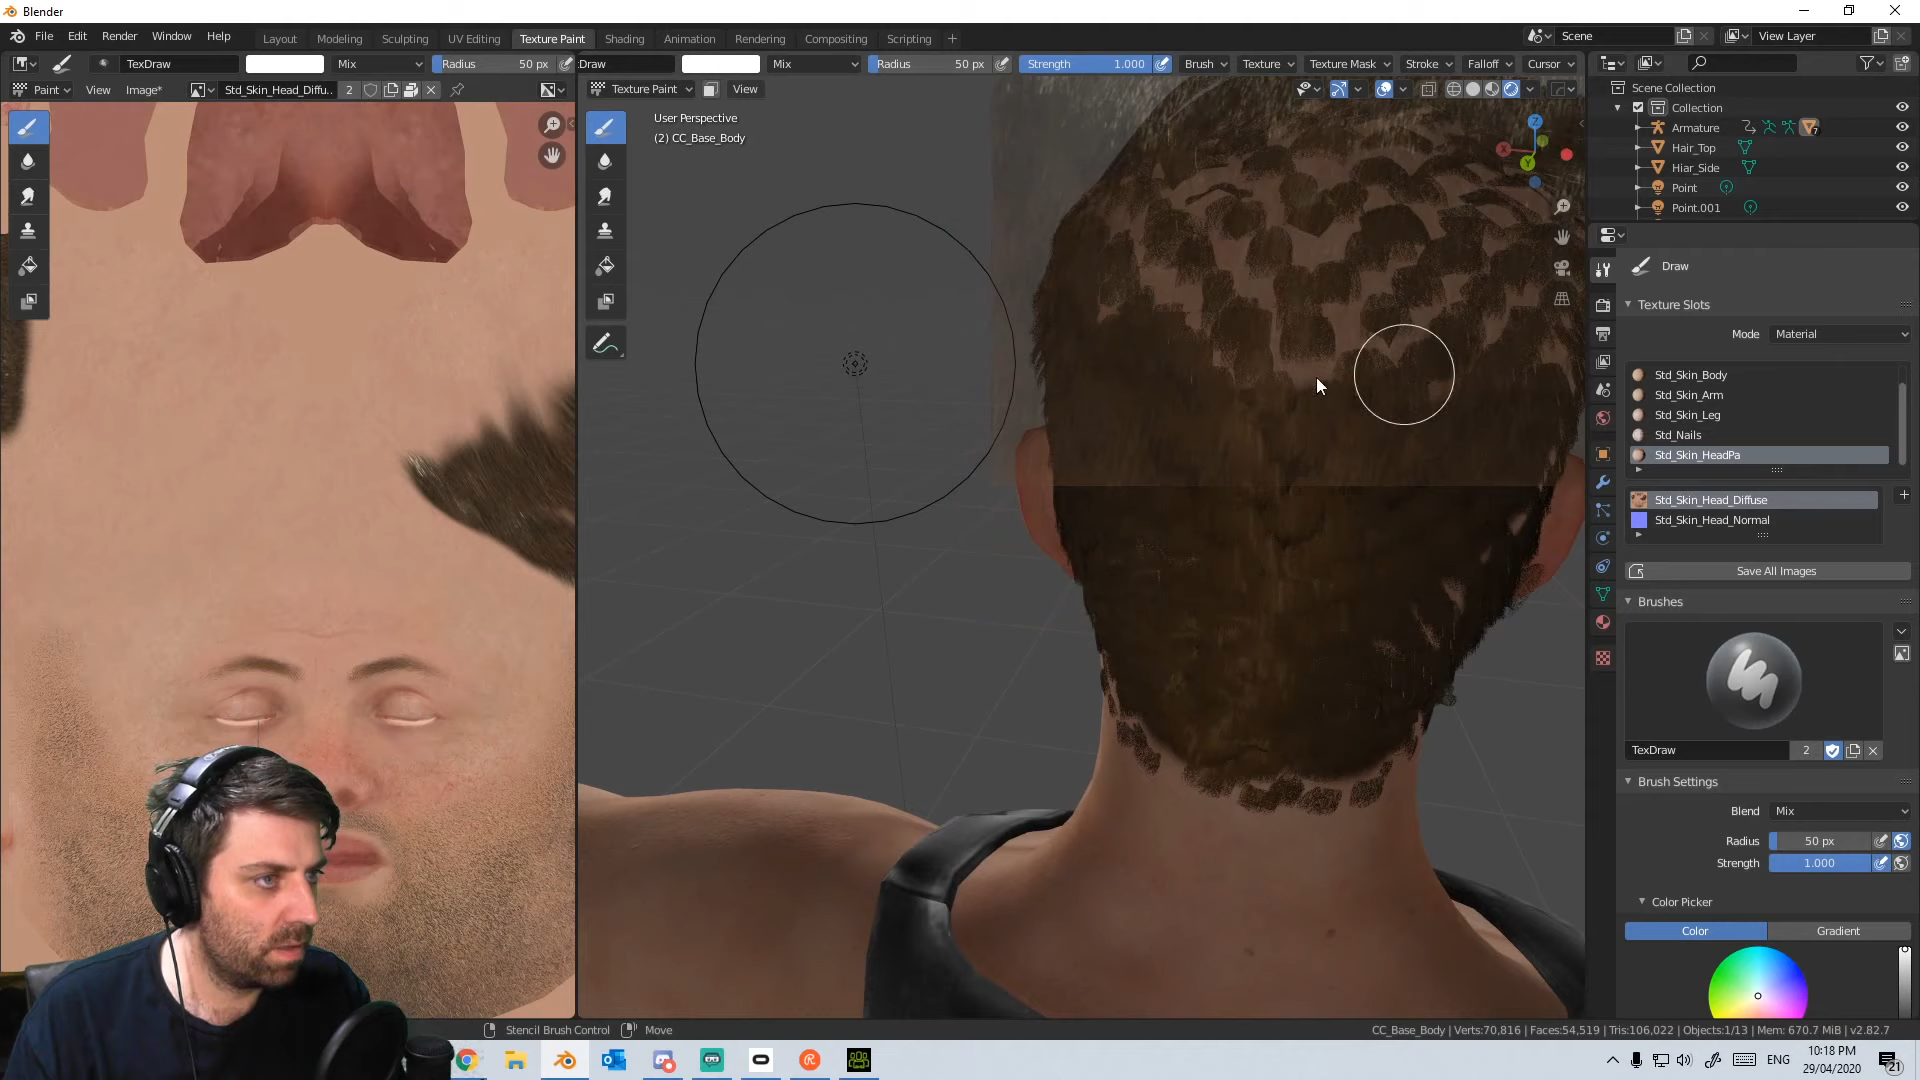 Blender
File Edit Render Window Help
Layout Modeling Sculpting UV Editing Texture Paint Shading Animation Rendering Compositing Scripting +
Scene
View Layer
TexDraw Mix Radius 50 px
Draw Mix Radius 50 px Strength 1.000 Brush Texture Texture Mask Stroke Falloff Cursor
Paint View Image* Std_Skin_Head_Diffu.. 2
Texture Paint View
User Perspective
(2) CC_Base_Body
Scene Collection
Collection
Armature
7
Hair_Top
Hiar_Side
Point
Point.001
Draw
Texture Slots
Mode Material
Std_Skin_Body
Std_Skin_Arm
Std_Skin_Leg
Std_Nails
Std_Skin_HeadPa
Std_Skin_Head_Diffuse
Std_Skin_Head_Normal
Save All Images
Brushes
TexDraw 2
Brush Settings
Blend Mix
Radius 50 px
Strength 1.000
Color Picker
Color Gradient
Stencil Brush Control Move
CC_Base_Body | Verts:70,816 | Faces:54,519 | Tris:106,022 | Objects:1/13 | Mem: 670.7 MiB | v2.82.7
ENG
10:18 PM
29/04/2020
21